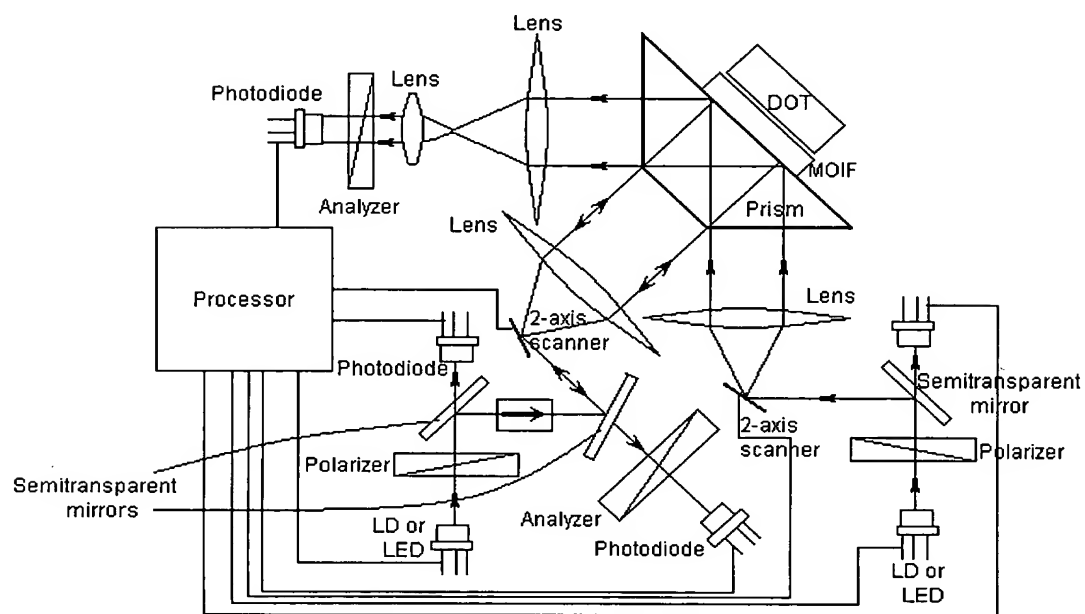 Lens
Lens
Photodiode
DOT
MOIF
Analyzer
Prism
Lens
Processor
Lens
2-axis
scanner
Photodiode
Semitransparent
mirror
2-axis
scanner
Polarizer
Polarizer
Semitransparent
mirrors
Analyzer
LD or
LED
Photodiode
LD or
LED